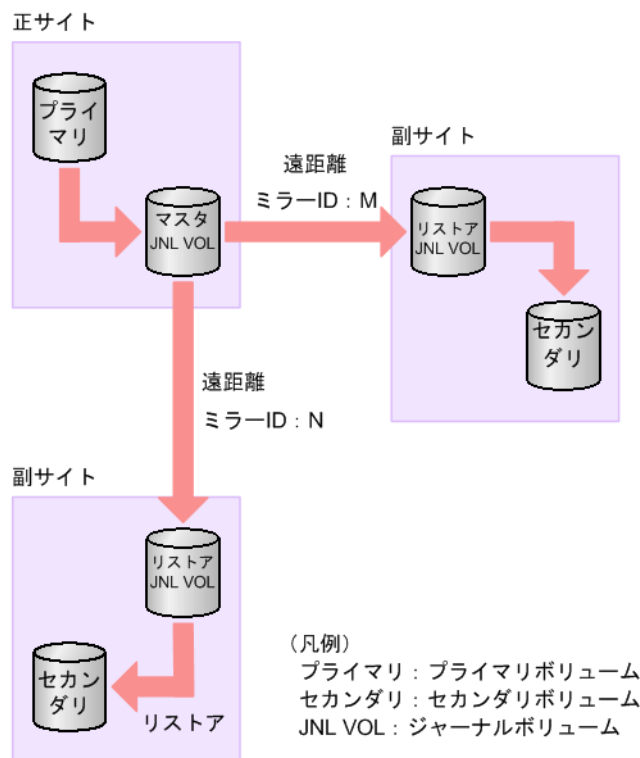 正サイト
プライ
マリ
マスタ
JNL VOL
遠距離
ミラーID：M
副サイト
リストア
JNL VOL
セカン
ダリ
遠距離
ミラーID：N
副サイト
リストア
JNL VOL
セカン
ダリ
リストア
（凡例）
プライマリ：プライマリボリューム
セカンダリ：セカンダリボリューム
JNL VOL：ジャーナルボリューム